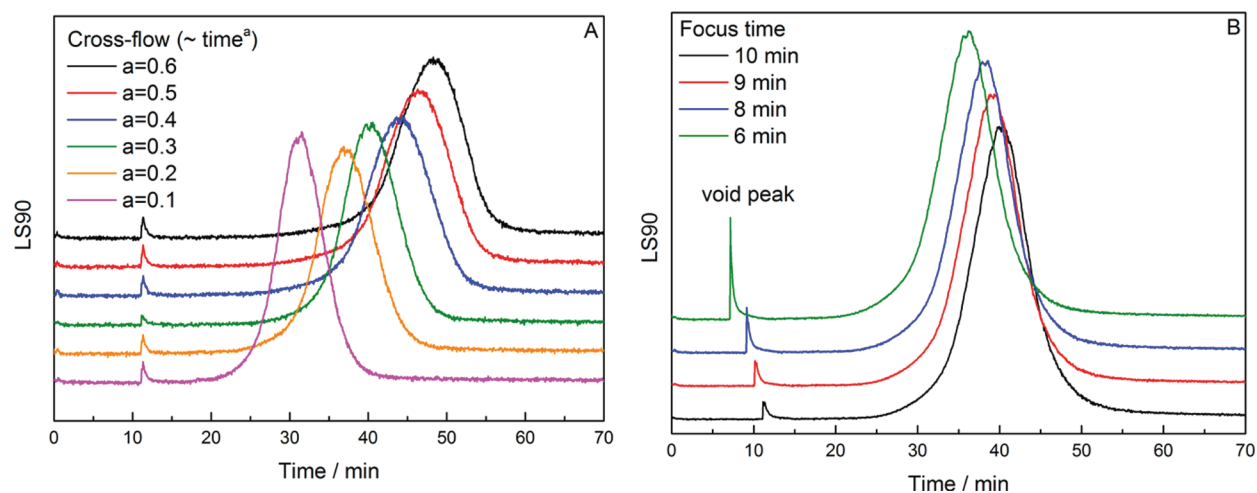 A
Cross-flow (~ timeᵃ)
a=0.6
a=0.5
a=0.4
a=0.3
a=0.2
a=0.1
LS90
0 10 20 30 40 50 60 70
Time / min
B
Focus time
10 min
9 min
8 min
6 min
void peak
LS90
0 10 20 30 40 50 60 70
Time / min